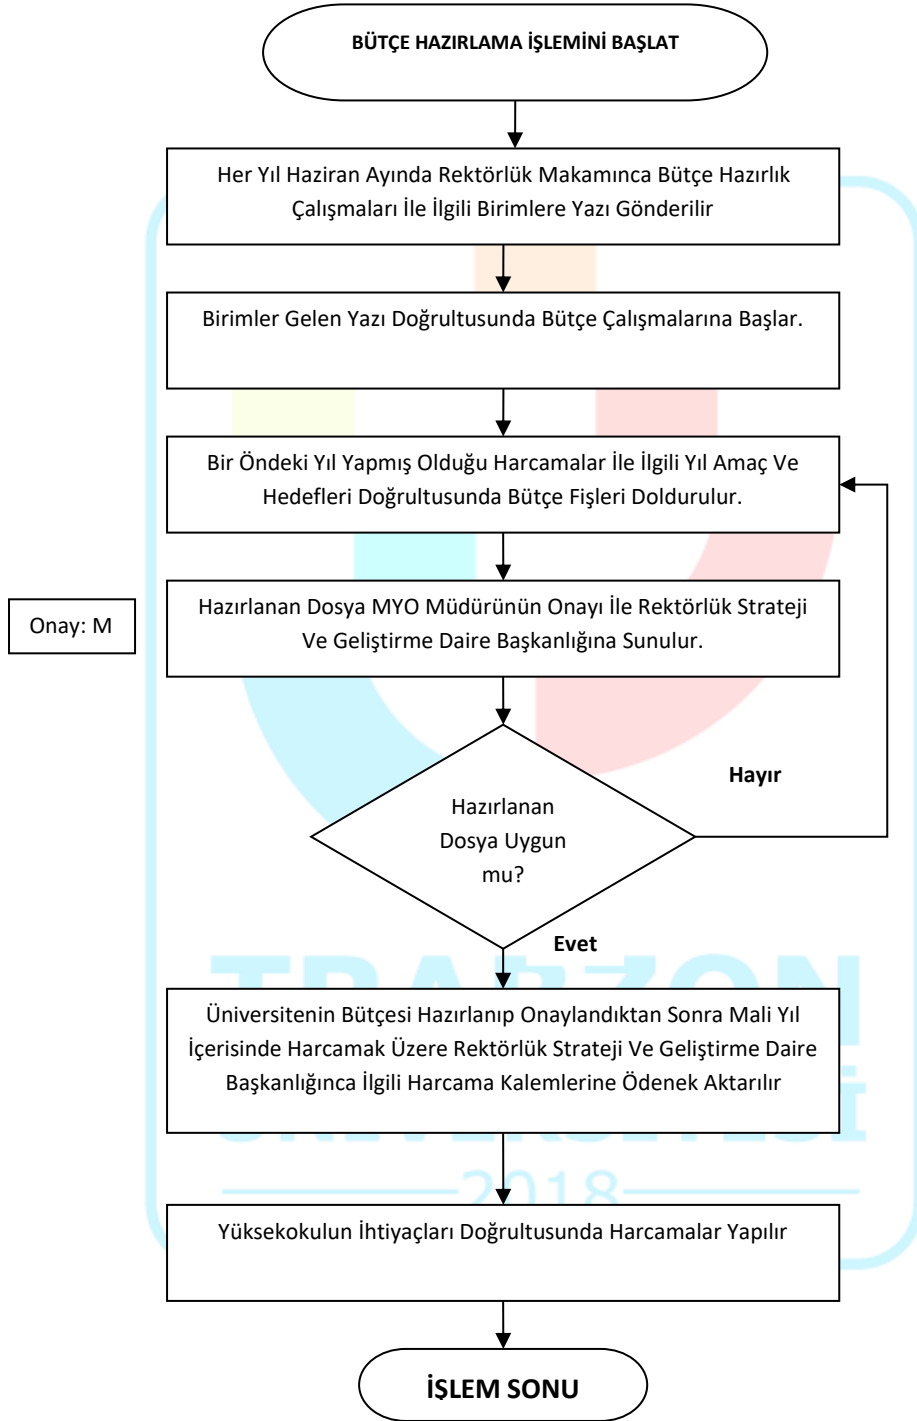 BÜTÇE HAZIRLAMA İŞLEMİNİ BAŞLAT
Her Yıl Haziran Ayında Rektörlük Makamınca Bütçe Hazırlık
Çalışmaları İle İlgili Birimlere Yazı Gönderilir
Birimler Gelen Yazı Doğrultusunda Bütçe Çalışmalarına Başlar.
Bir Öndeki Yıl Yapmış Olduğu Harcamalar İle İlgili Yıl Amaç Ve
Hedefleri Doğrultusunda Bütçe Fişleri Doldurulur.
Onay: M
Hazırlanan Dosya MYO Müdürünün Onayı İle Rektörlük Strateji
Ve Geliştirme Daire Başkanlığına Sunulur.
Hayır
Hazırlanan
Dosya Uygun
mu?
Evet
TRABZON
Üniversitenin Bütçesi Hazırlanıp Onaylandıktan Sonra Mali Yıl
İçerisinde Harcamak Üzere Rektörlük Strateji Ve Geliştirme Daire
Başkanlığınca İlgili Harcama Kalemlerine Ödenek Aktarılır
ÜNİVERSİTESİ
2018
Yüksekokulun İhtiyaçları Doğrultusunda Harcamalar Yapılır
İŞLEM SONU